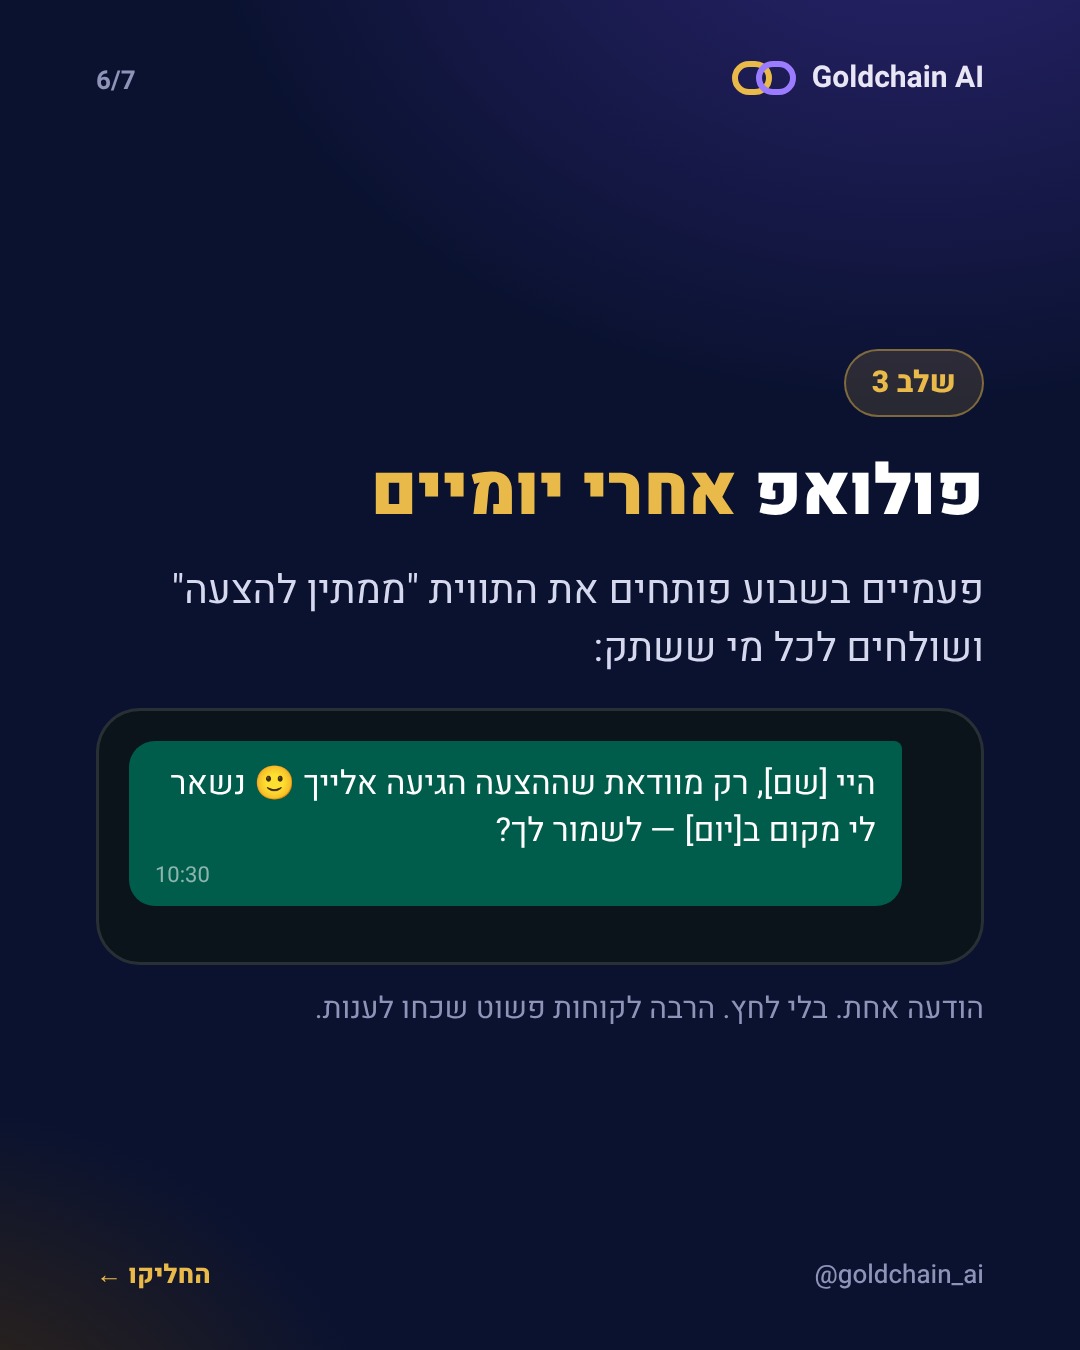 Goldchain AI
6/7
שלב 3
פולואפ אחרי יומיים
פעמיים בשבוע פותחים את התווית "ממתין להצעה"
ושולחים לכל מי ששתק:
היי [שם], רק מוודאת שההצעה הגיעה אלייך 🙂 נשאר
לי מקום ב[יום] — לשמור לך?
10:30
הודעה אחת. בלי לחץ. הרבה לקוחות פשוט שכחו לענות.
@goldchain_ai
החליקו ←